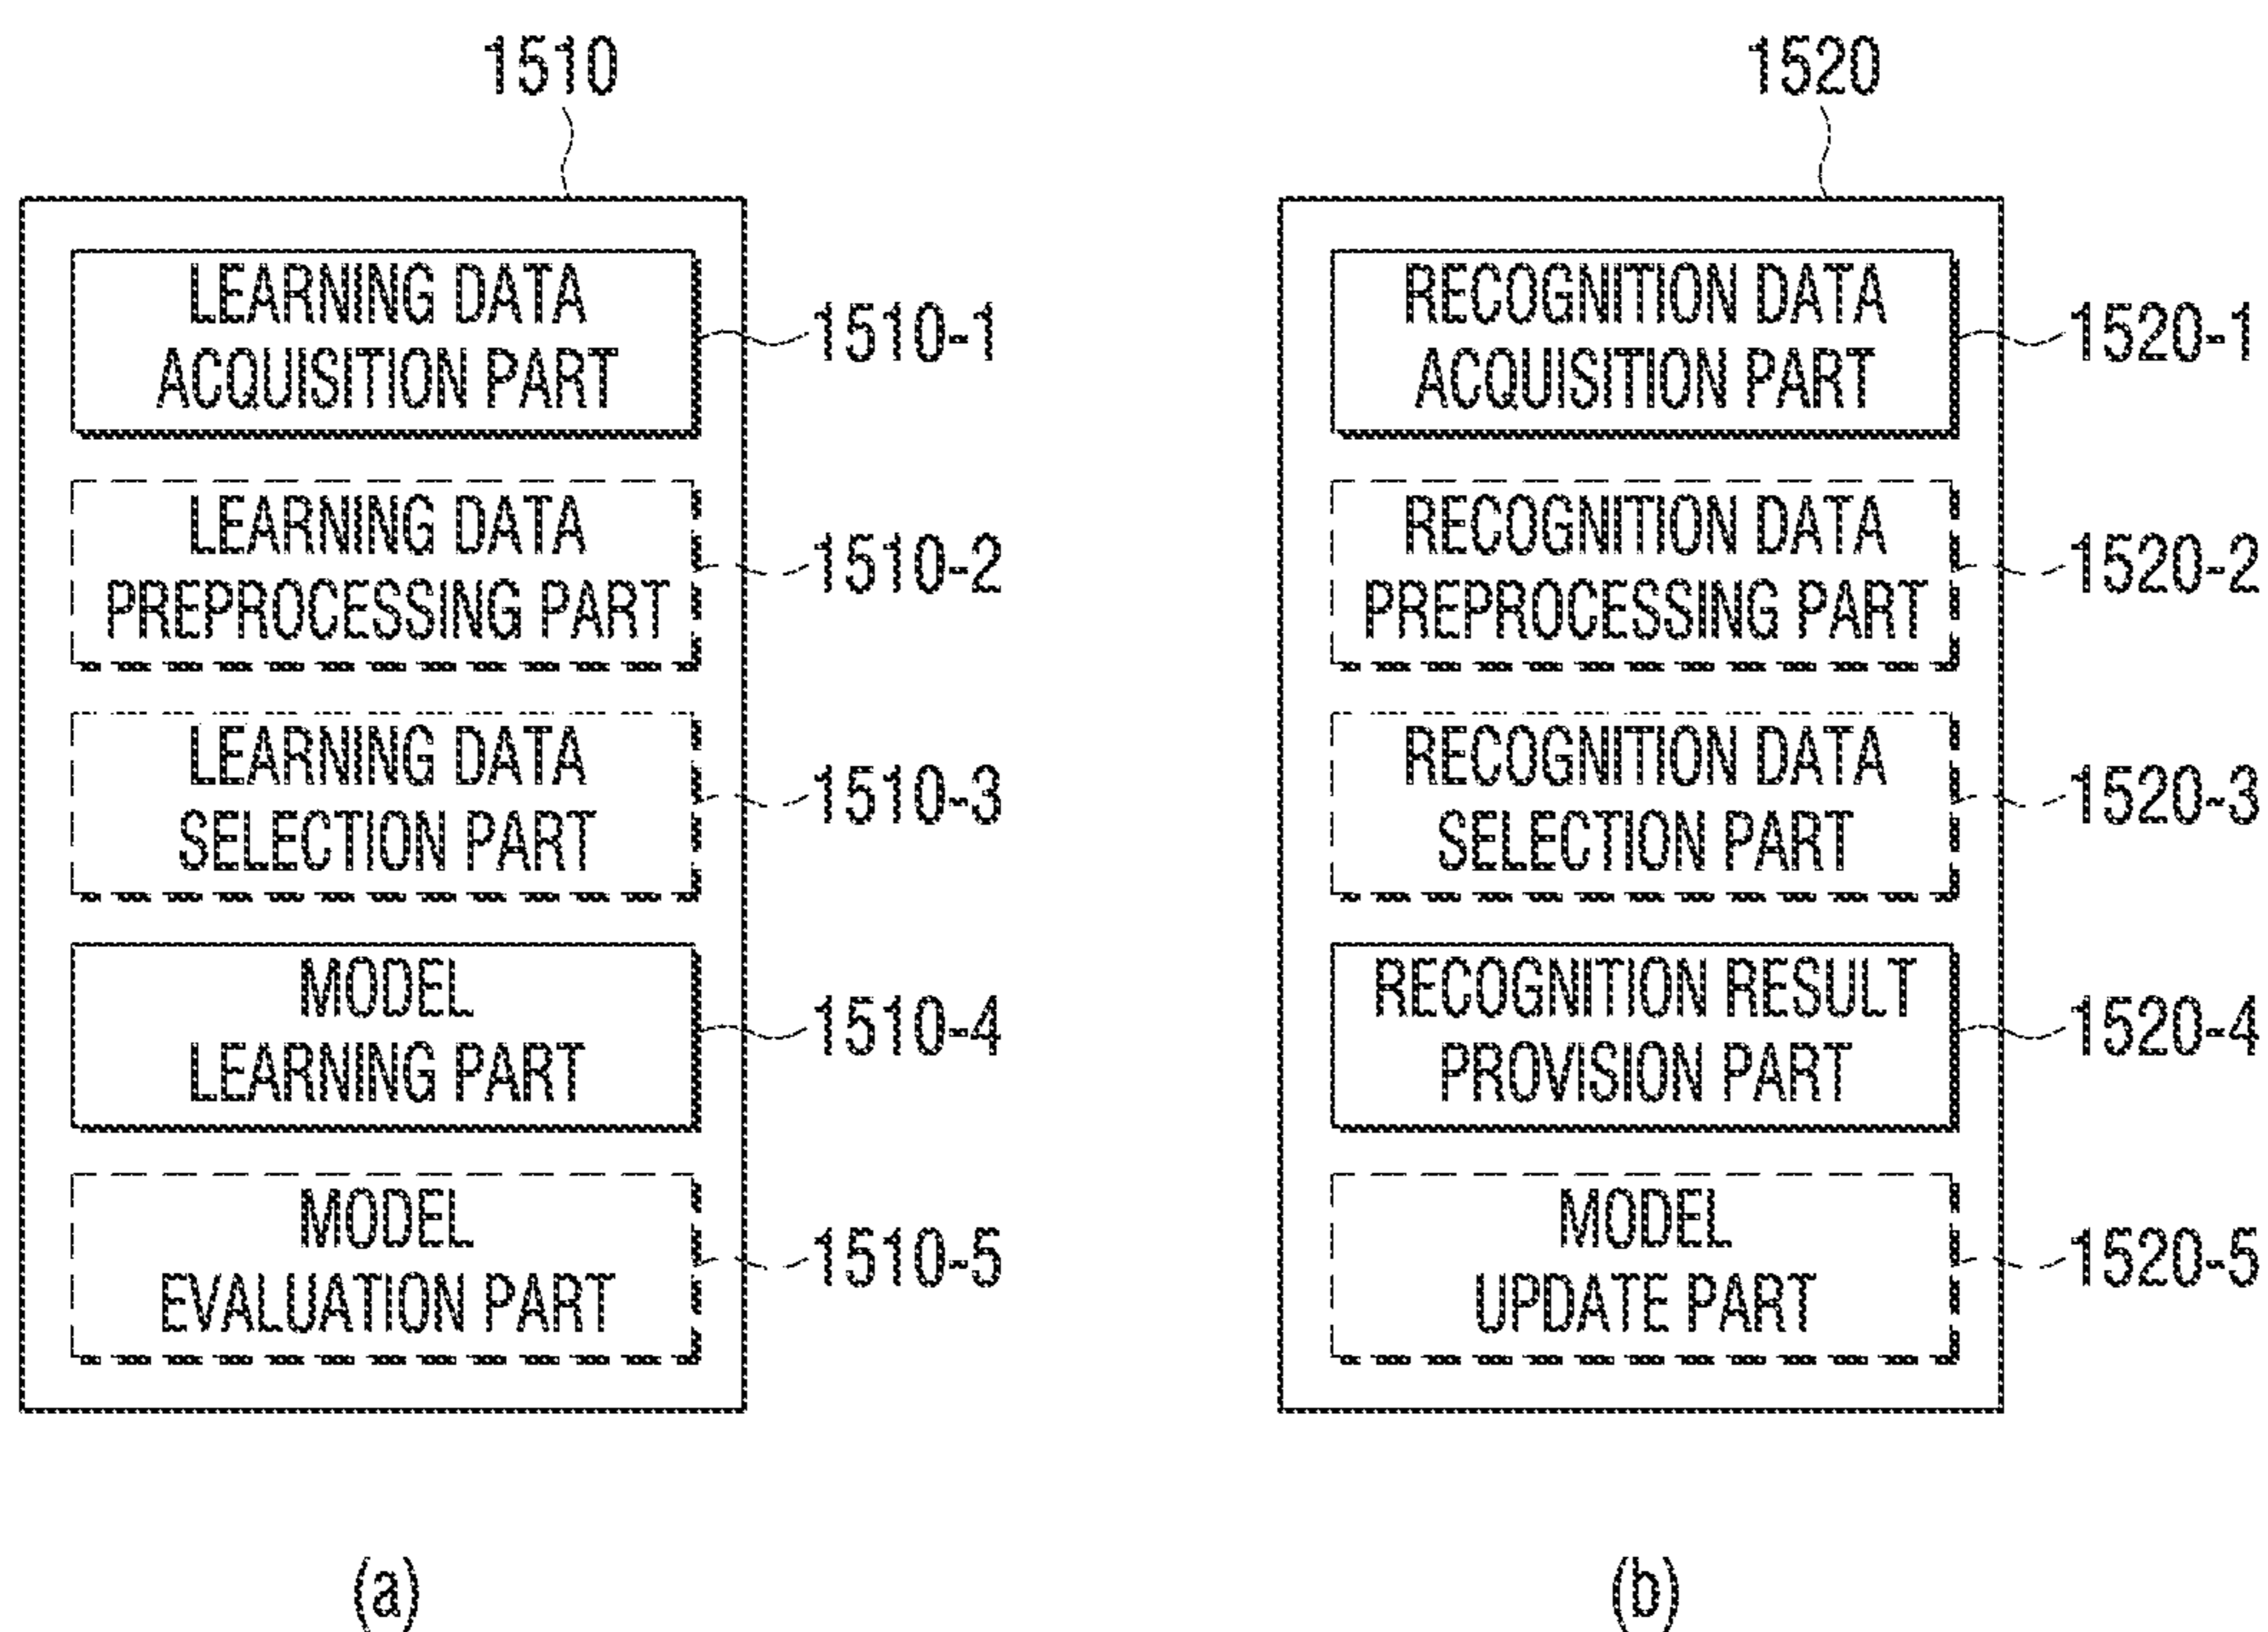 1510
LEARNING DATA
ACQUISITION PART
1510-1
LEARNING DATA
PREPROCESSING PART
1510-2
LEARNING DATA
SELECTION PART
1510-3
MODEL
LEARNING PART
1510-4
MODEL
EVALUATION PART
1510-5
(a)
1520
RECOGNITION DATA
ACQUISITION PART
1520-1
RECOGNITION DATA
PREPROCESSING PART
1520-2
RECOGNITION DATA
SELECTION PART
1520-3
RECOGNITION RESULT
PROVISION PART
1520-4
MODEL
UPDATE PART
1520-5
(b)